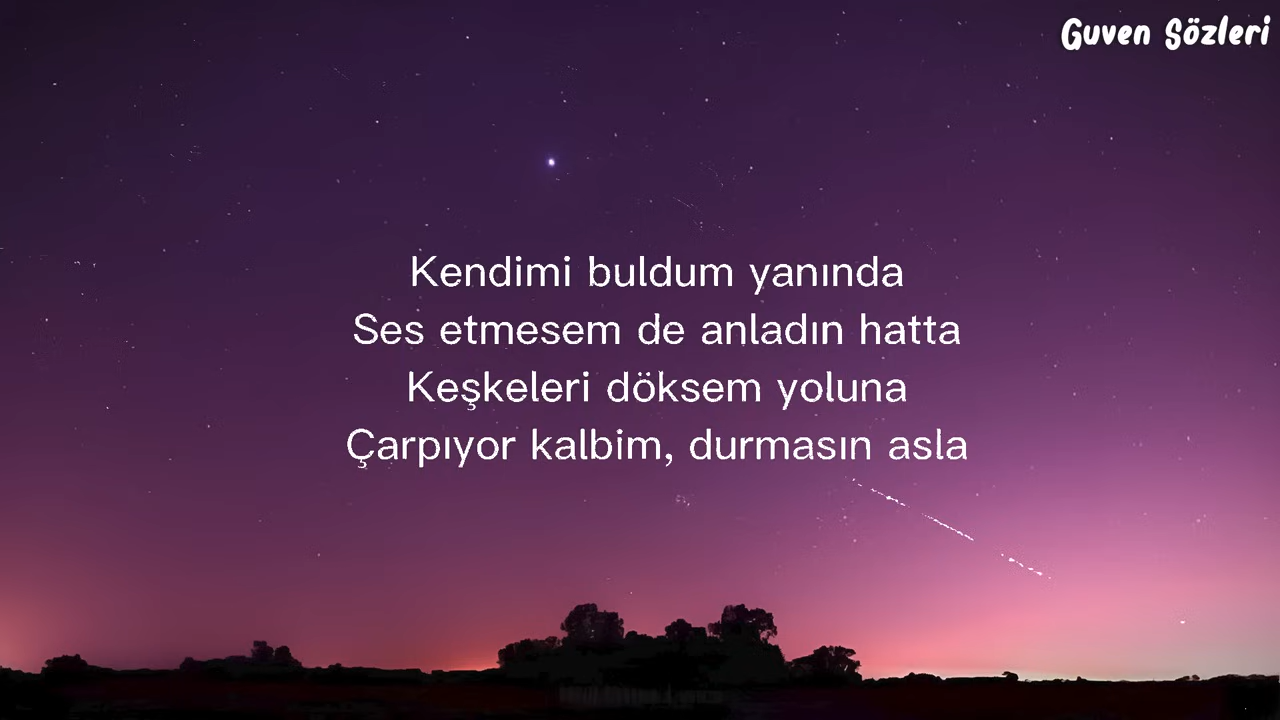 Guven Sözleri
Kendimi buldum yanında
Ses etmesem de anladın hatta
Keşkeleri döksem yoluna
Çarpıyor kalbim, durmasın asla